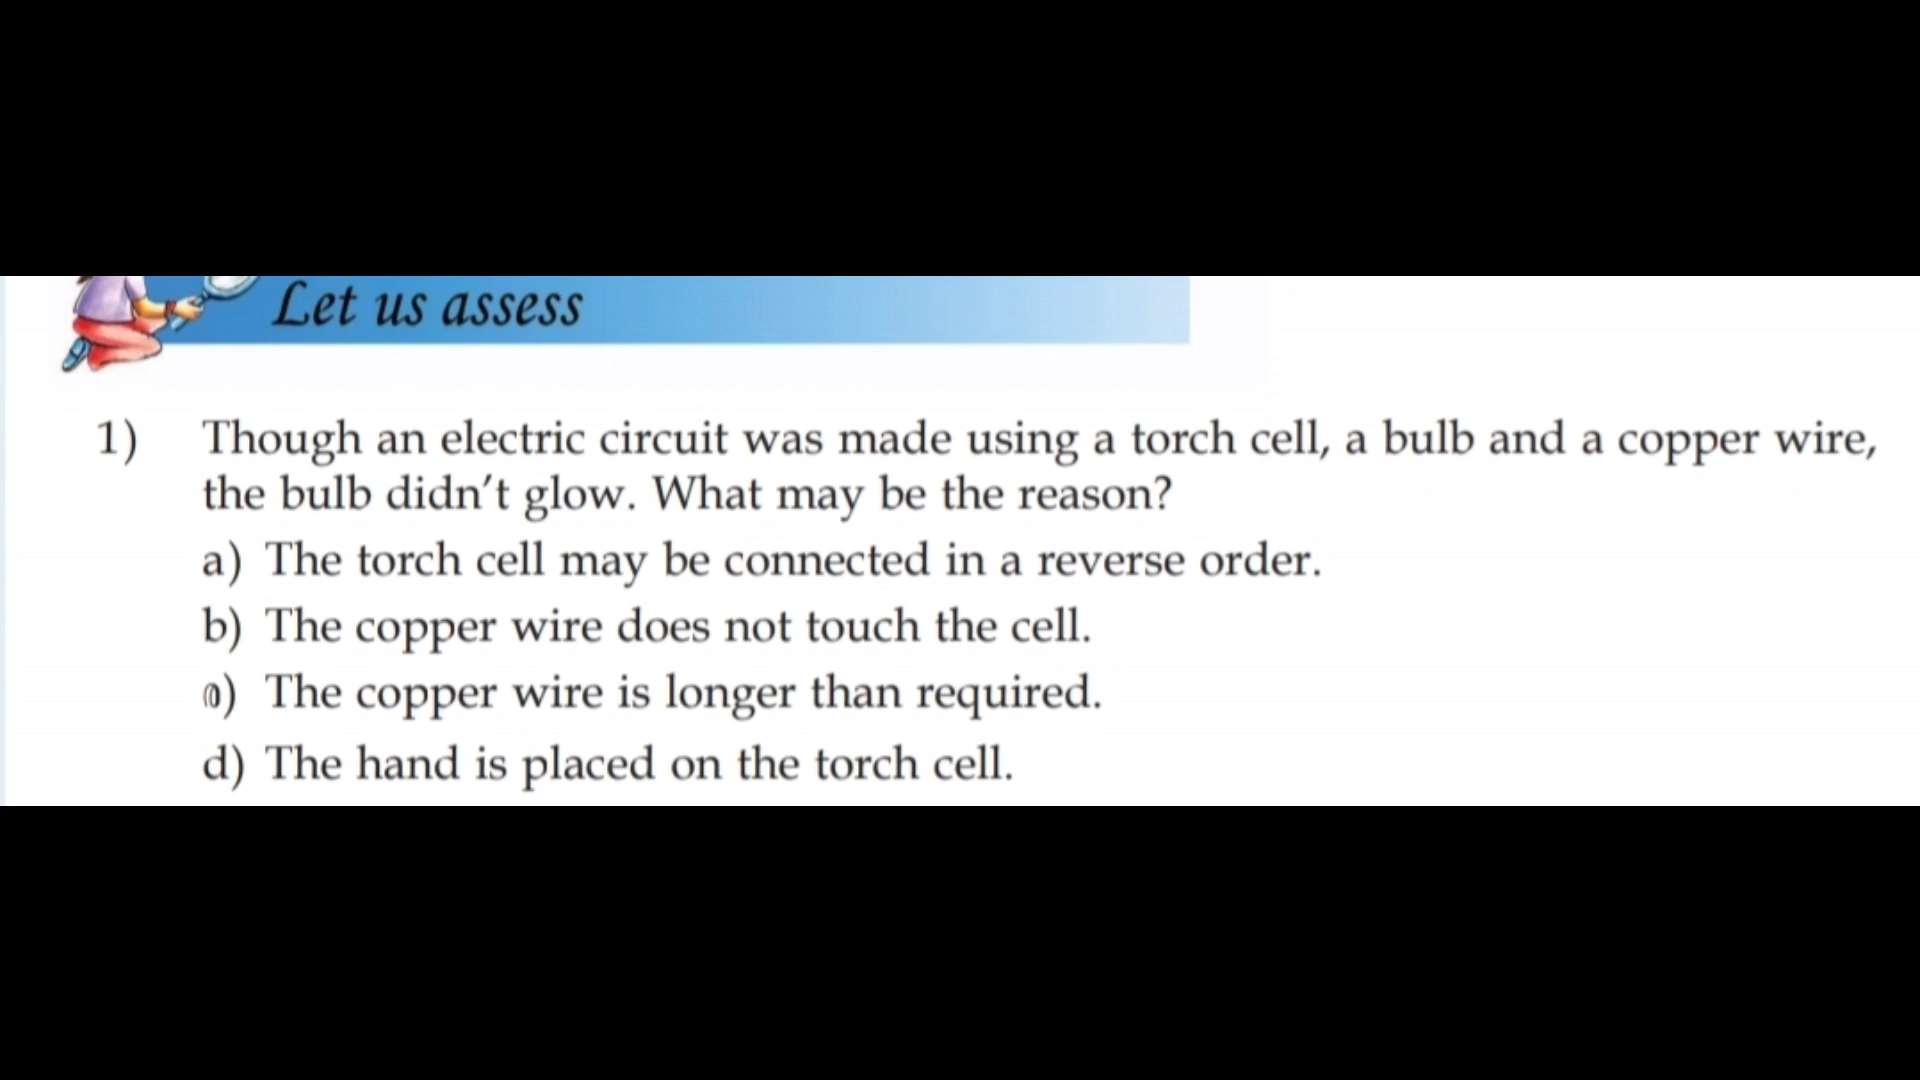 Let us assess
1) Though an electric circuit was made using a torch cell, a bulb and a copper wire,
the bulb didn't glow. What may be the reason?
a) The torch cell may be connected in a reverse order.
b) The copper wire does not touch the cell.
௱) The copper wire is longer than required.
d) The hand is placed on the torch cell.